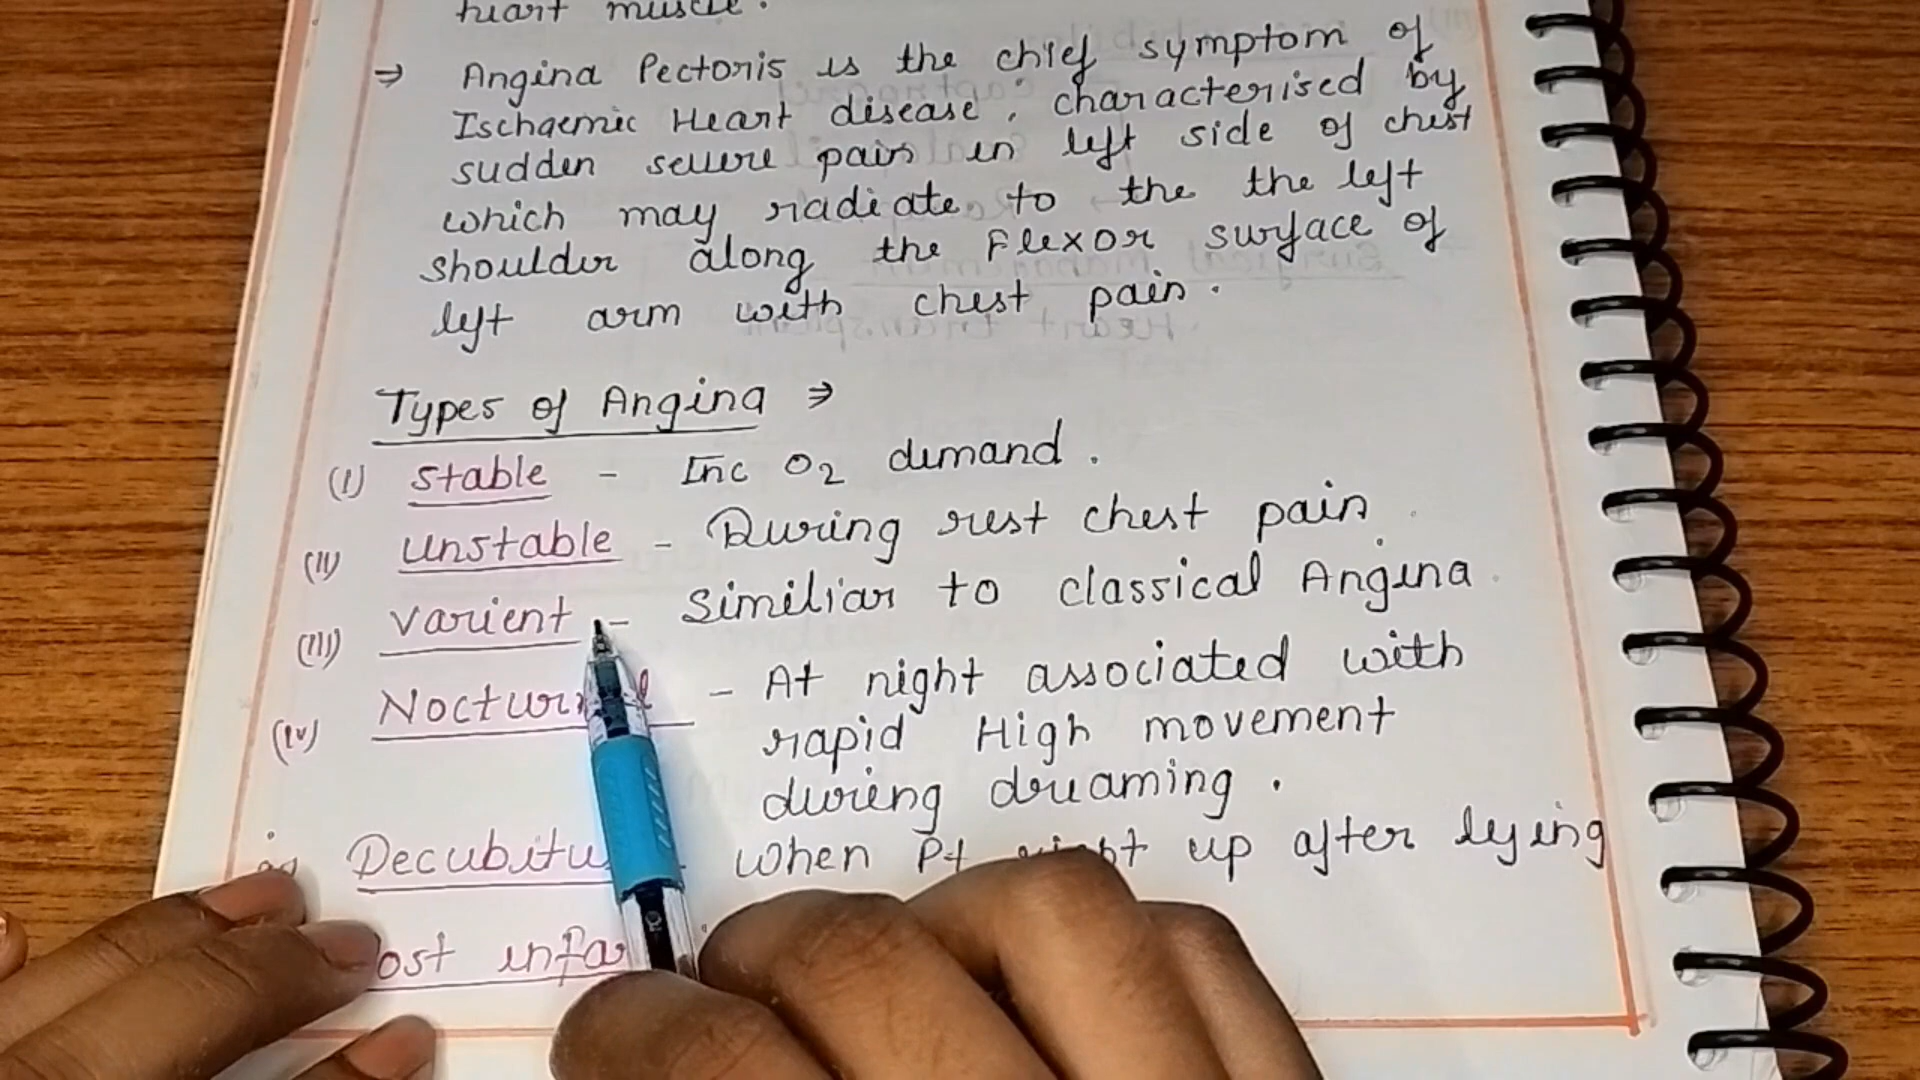 heart muscle.
⇒ Angina Pectoris is the chief symptom of
Ischaemic Heart disease, characterised by
sudden severe pain in left side of chest
which may radiate to the the left
shoulder along the Flexor surface of
left arm with chest pain.
Types of Angina ⇒
(I) Stable - Inc O2 demand.
(II) Unstable - During rest chest pain
(III) Varient - Similiar to classical Angina
(IV) - At night associated with
rapid High movement
during dreaming.
when Pt up after lying